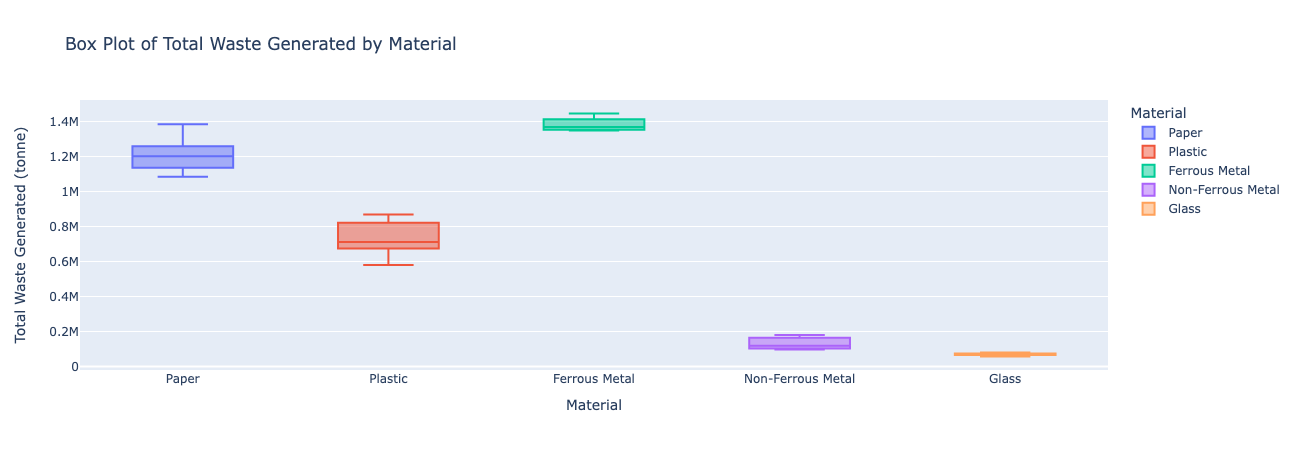 Box Plot of Total Waste Generated by Material
Total Waste Generated (tonne)
1.4M
1.2M
1M
0.8M
0.6M
0.4M
0.2M
0
Paper
Plastic
Ferrous Metal
Non-Ferrous Metal
Glass
Material
Material
Paper
Plastic
Ferrous Metal
Non-Ferrous Metal
Glass